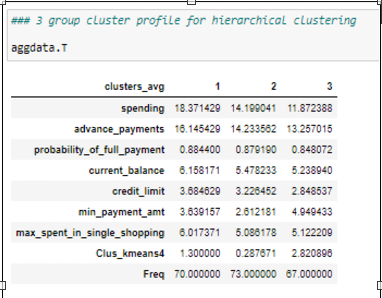 ### 3 group cluster profile for hierarchical clustering
aggdata.T
clusters_avg 1 2 3
spending 18.371429 14.199041 11.872388
advance_payments 16.145429 14.233562 13.257015
probability_of_full_payment 0.884400 0.879190 0.848072
current_balance 6.158171 5.478233 5.238940
credit_limit 3.684629 3.226452 2.848537
min_payment_amt 3.639157 2.612181 4.949433
max_spent_in_single_shopping 6.017371 5.086178 5.122209
Clus_kmeans4 1.300000 0.287671 2.820896
Freq 70.000000 73.000000 67.000000